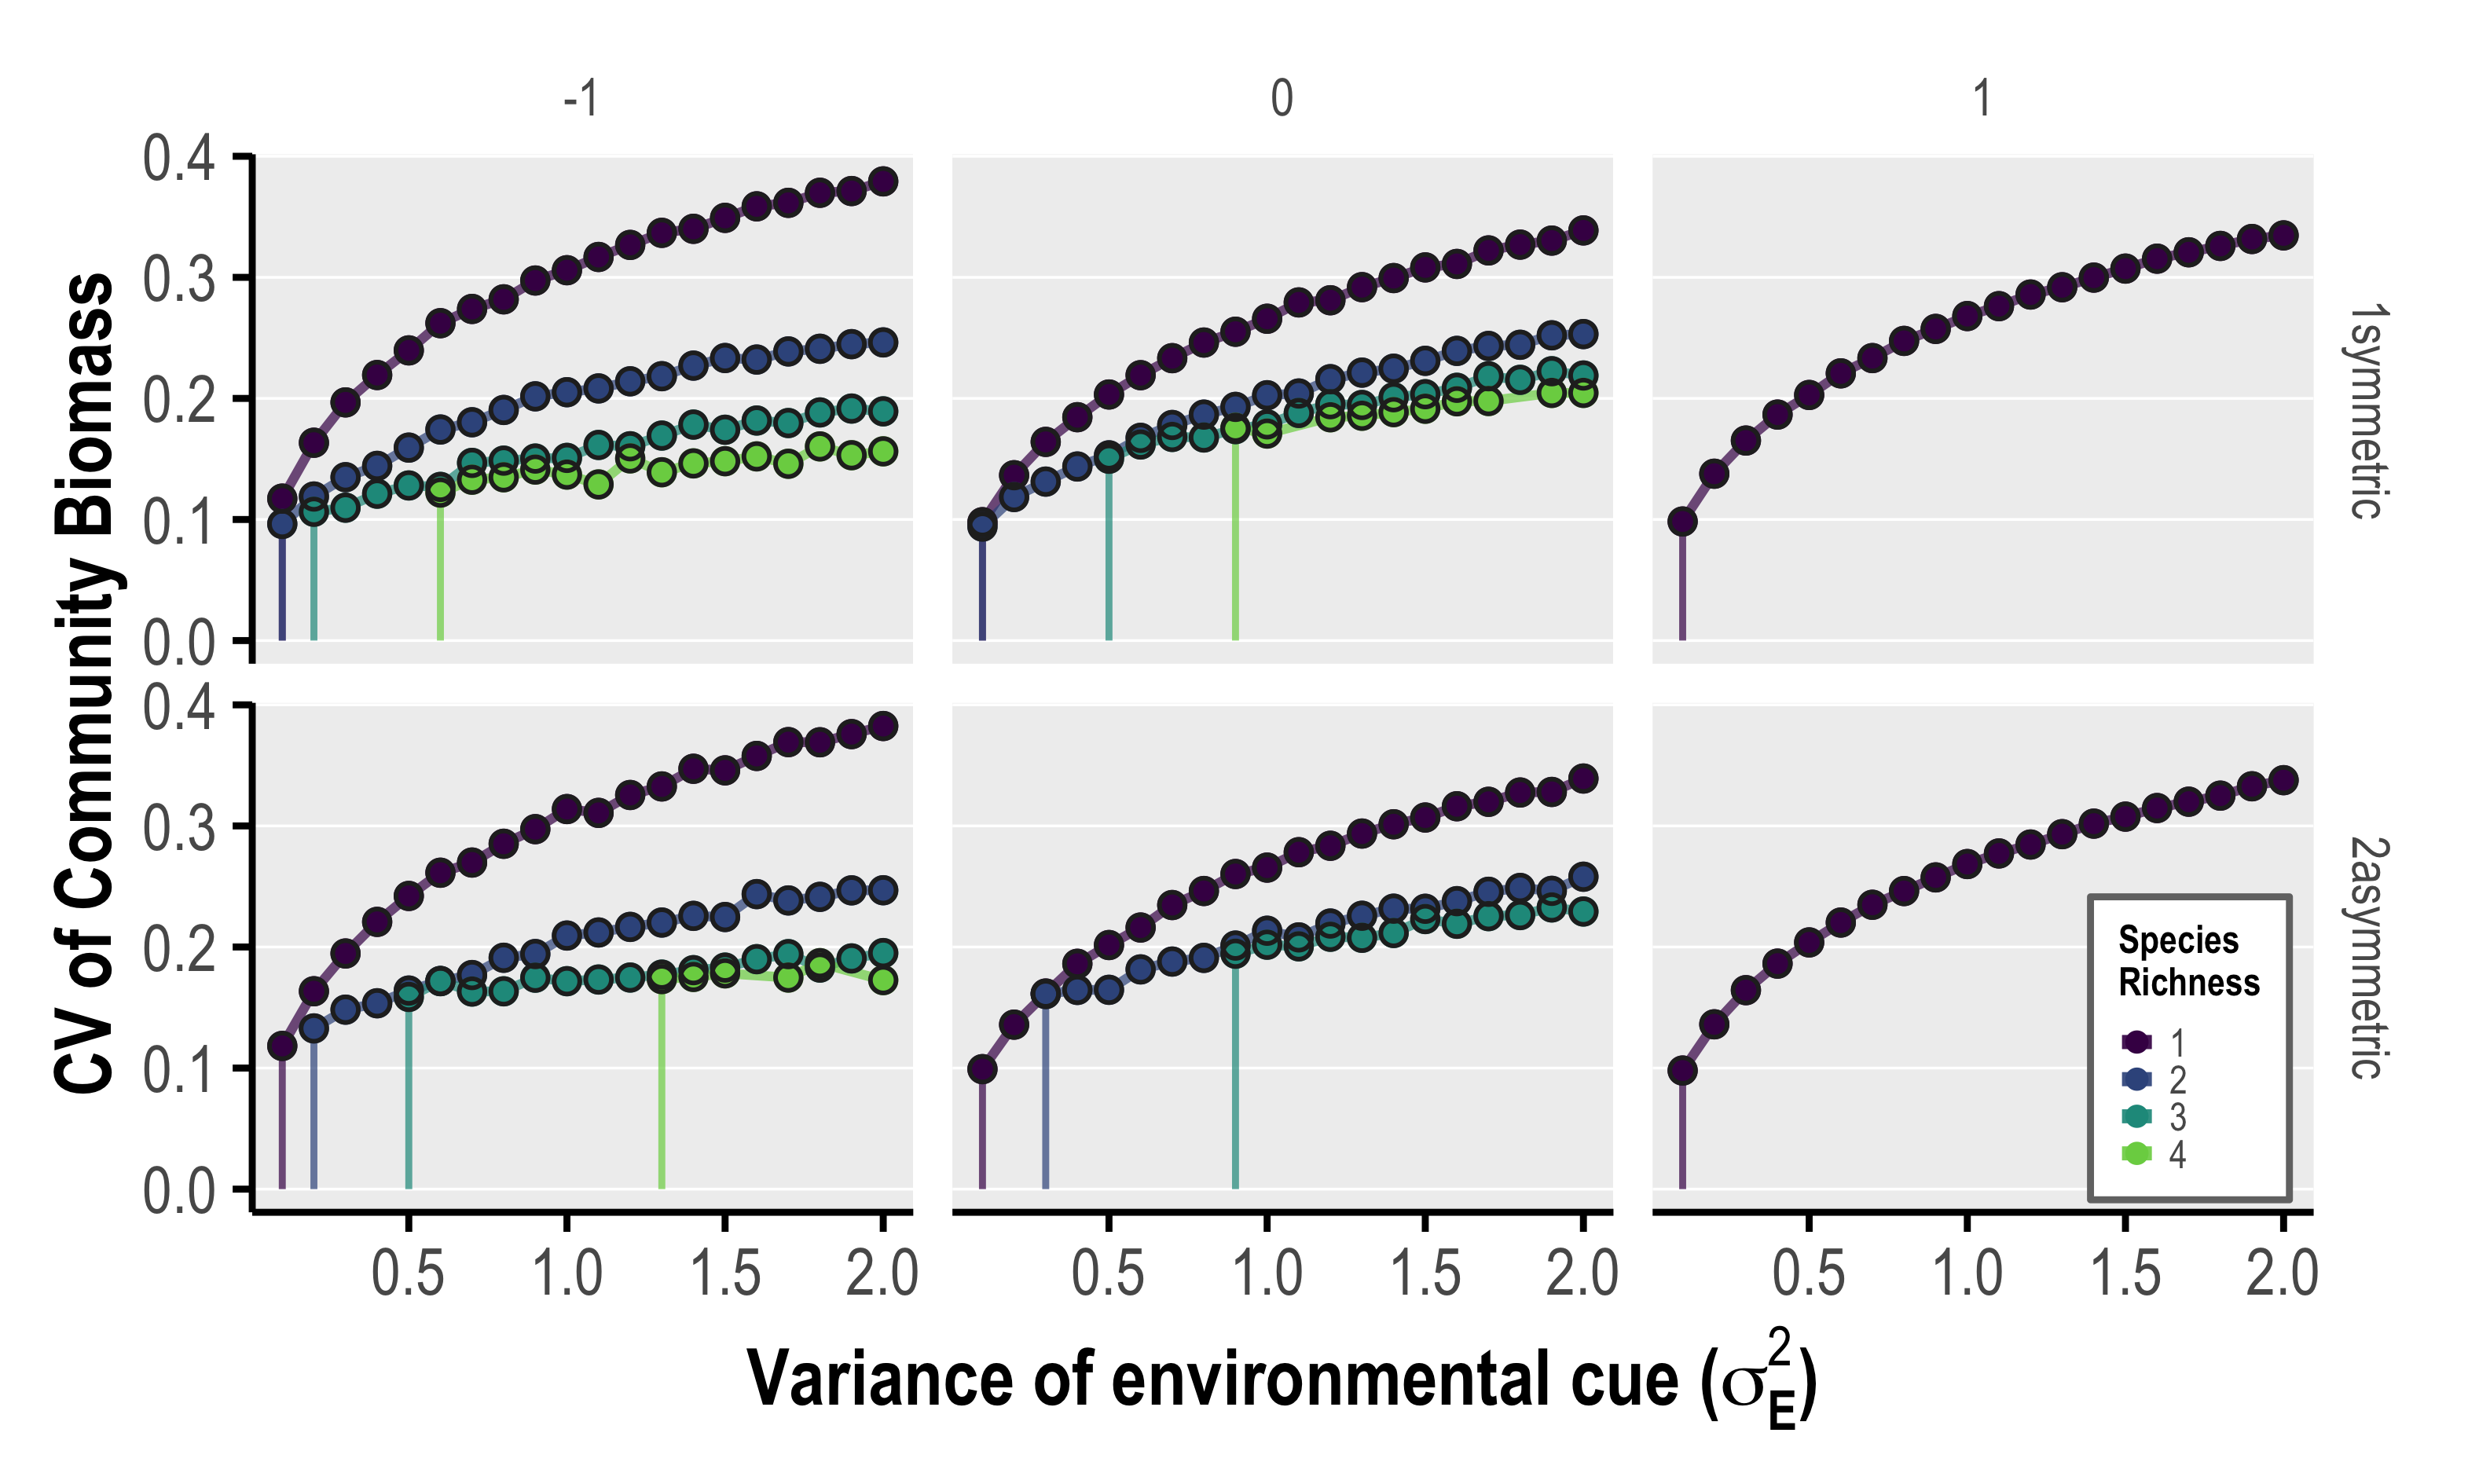 -1
0
1
CV of Community Biomass
0.4
0.3
0.2
0.1
0.0
1symmetric
0.4
0.3
0.2
0.1
0.0
2asymmetric
Species
Richness
1
2
3
4
0.5 1.0 1.5 2.0
0.5 1.0 1.5 2.0
0.5 1.0 1.5 2.0
Variance of environmental cue (σ²_E)